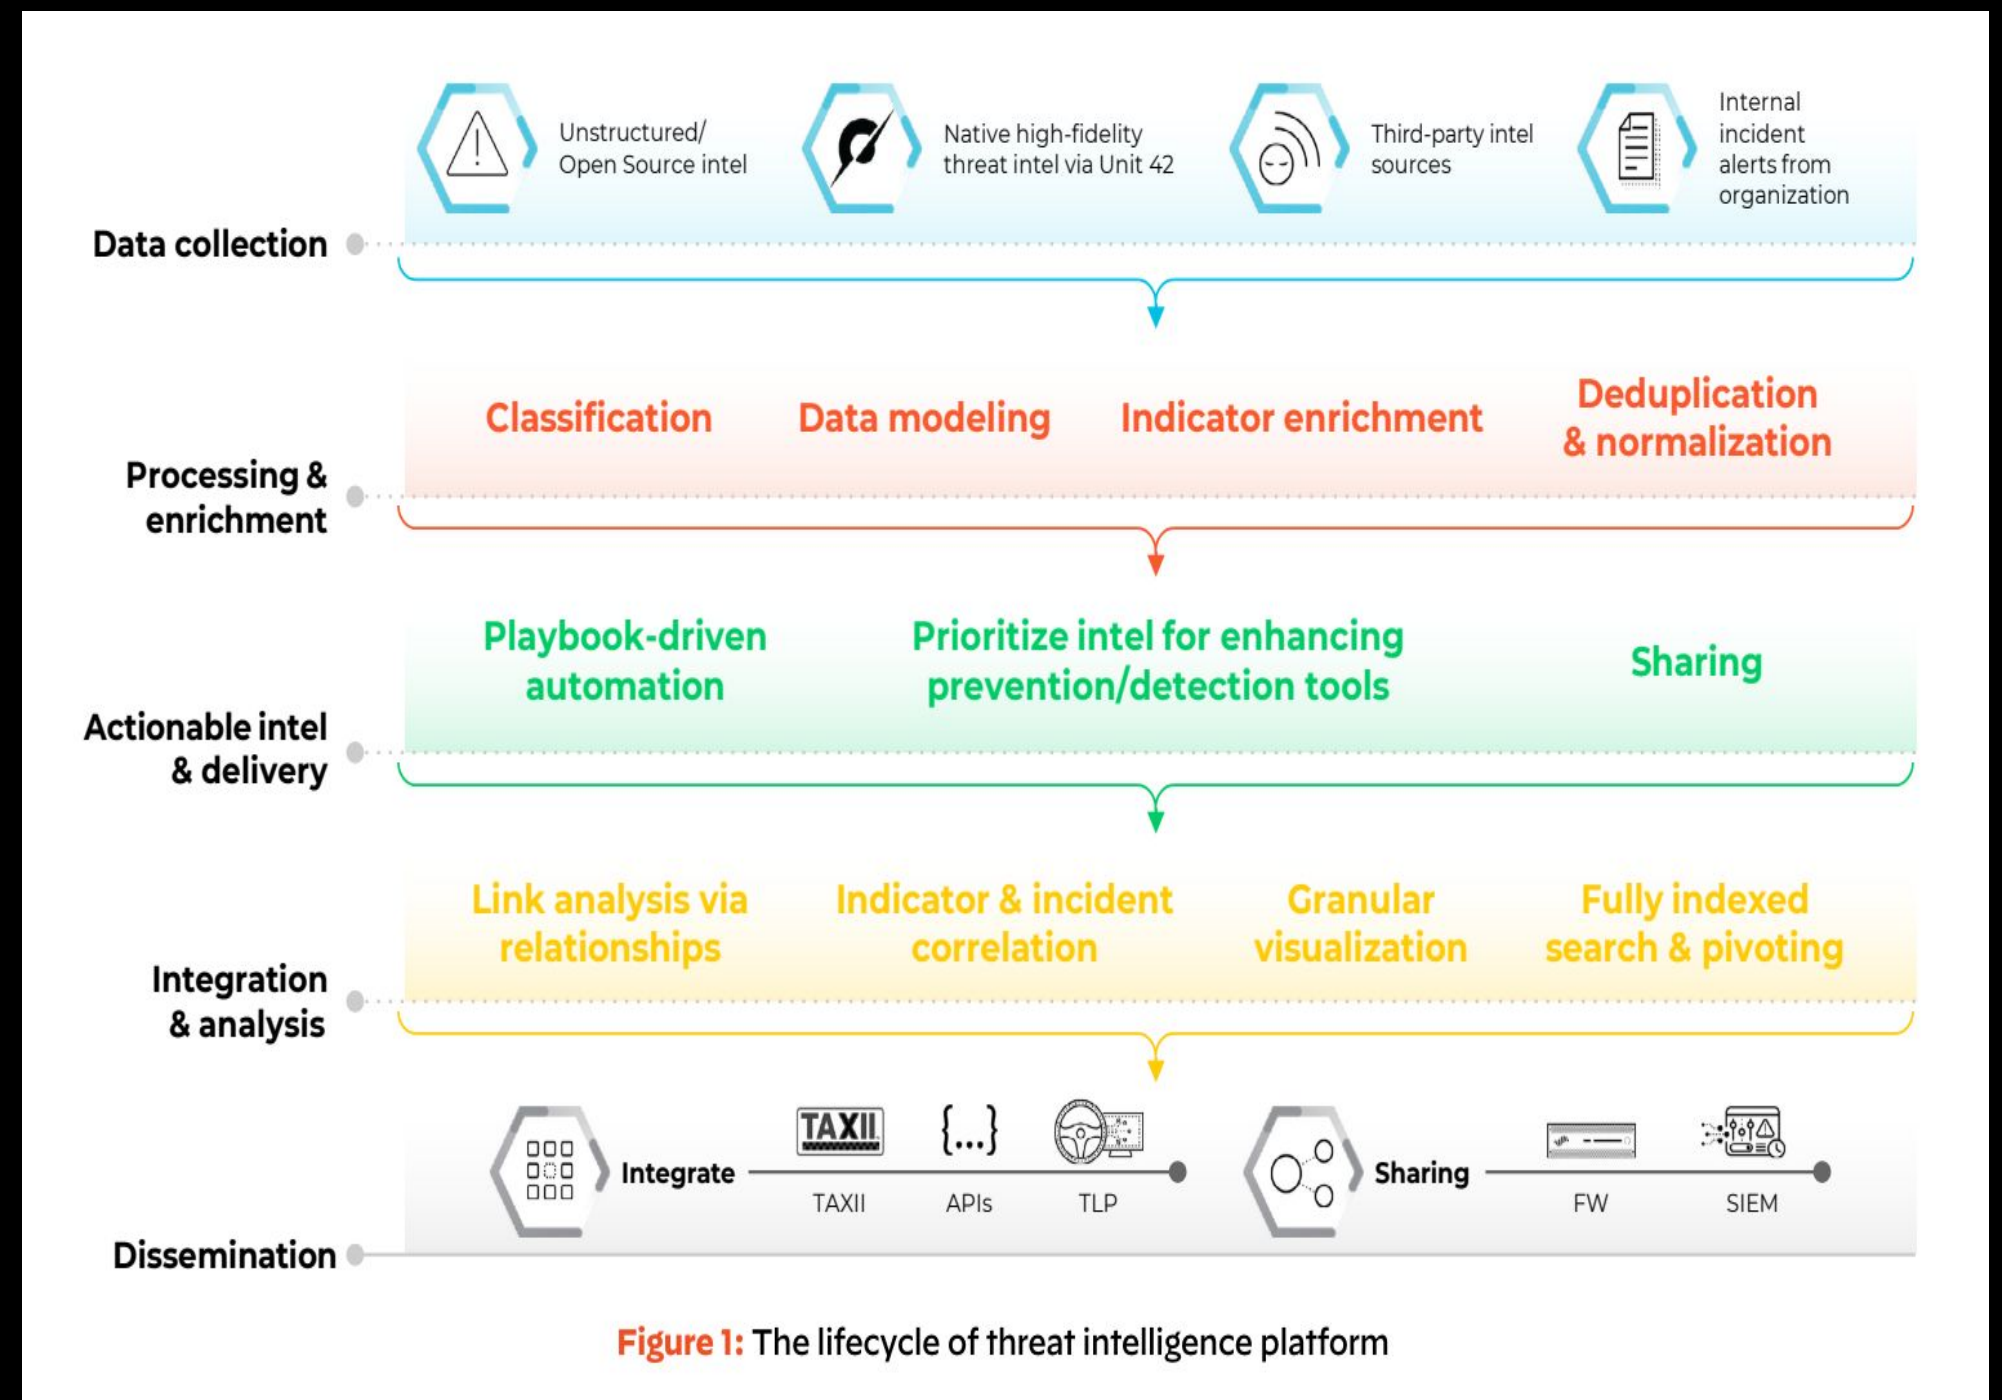 Unstructured/
Open Source intel
Native high-fidelity
threat intel via Unit 42
Third-party intel
sources
Internal
incident
alerts from
organization
Data collection
Classification
Data modeling
Indicator enrichment
Deduplication
& normalization
Processing &
enrichment
Playbook-driven
automation
Prioritize intel for enhancing
prevention/detection tools
Sharing
Actionable intel
& delivery
Link analysis via
relationships
Indicator & incident
correlation
Granular
visualization
Fully indexed
search & pivoting
Integration
& analysis
Integrate
TAXII
{...}
TAXII
APIs
TLP
Sharing
FW
SIEM
Dissemination
Figure 1: The lifecycle of threat intelligence platform